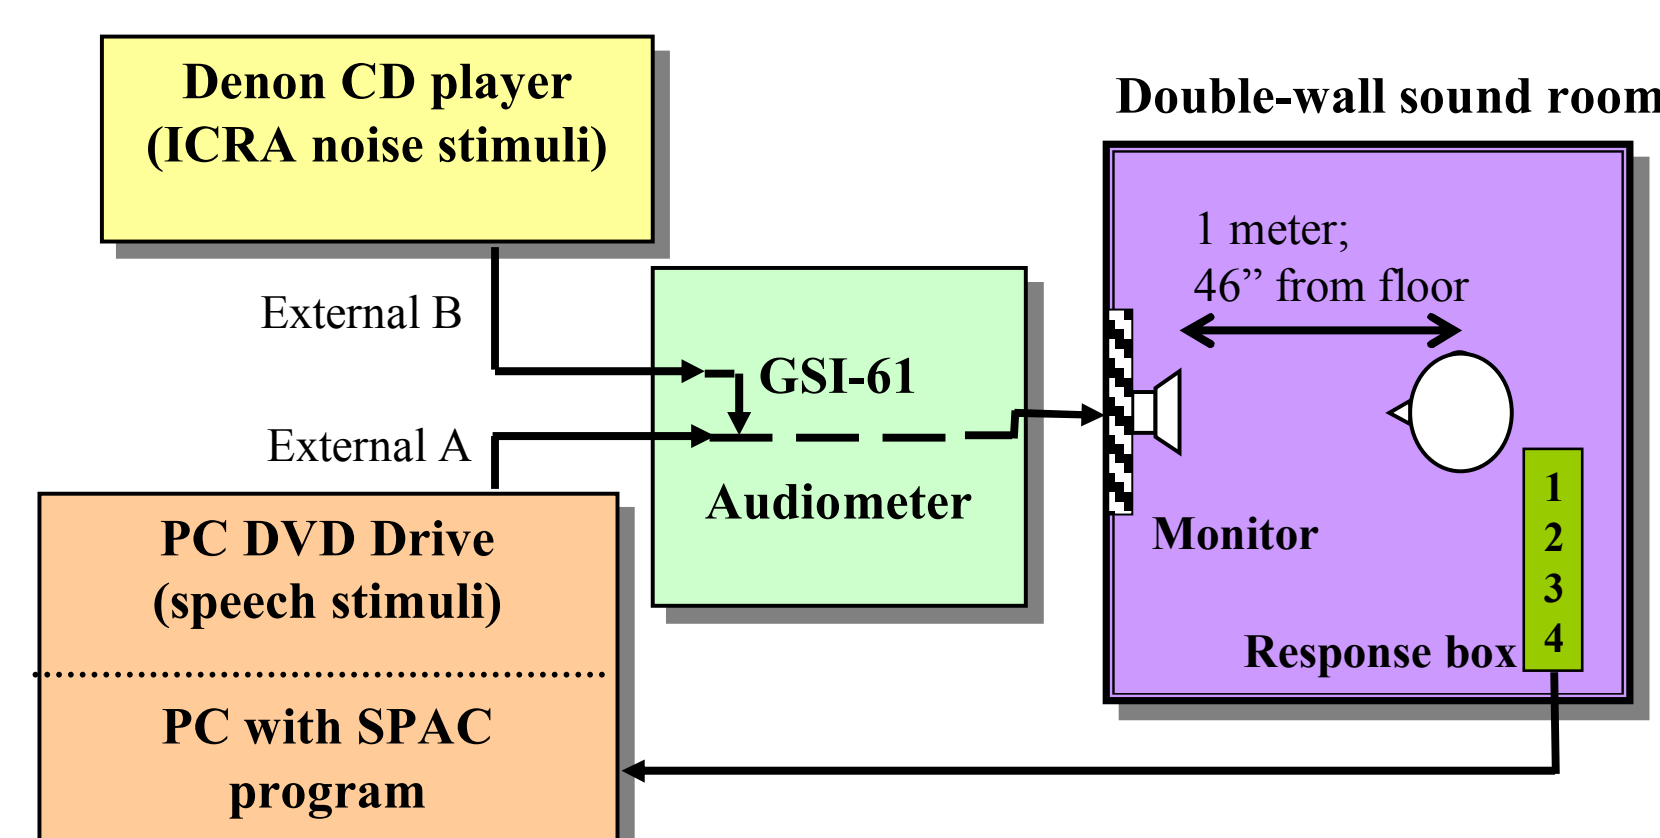 Denon CD player
(ICRA noise stimuli)
Double-wall sound room
1 meter;
46” from floor
External B
GSI-61
External A
Audiometer
Monitor
1
2
3
4
Response box
PC DVD Drive
(speech stimuli)
PC with SPAC
program